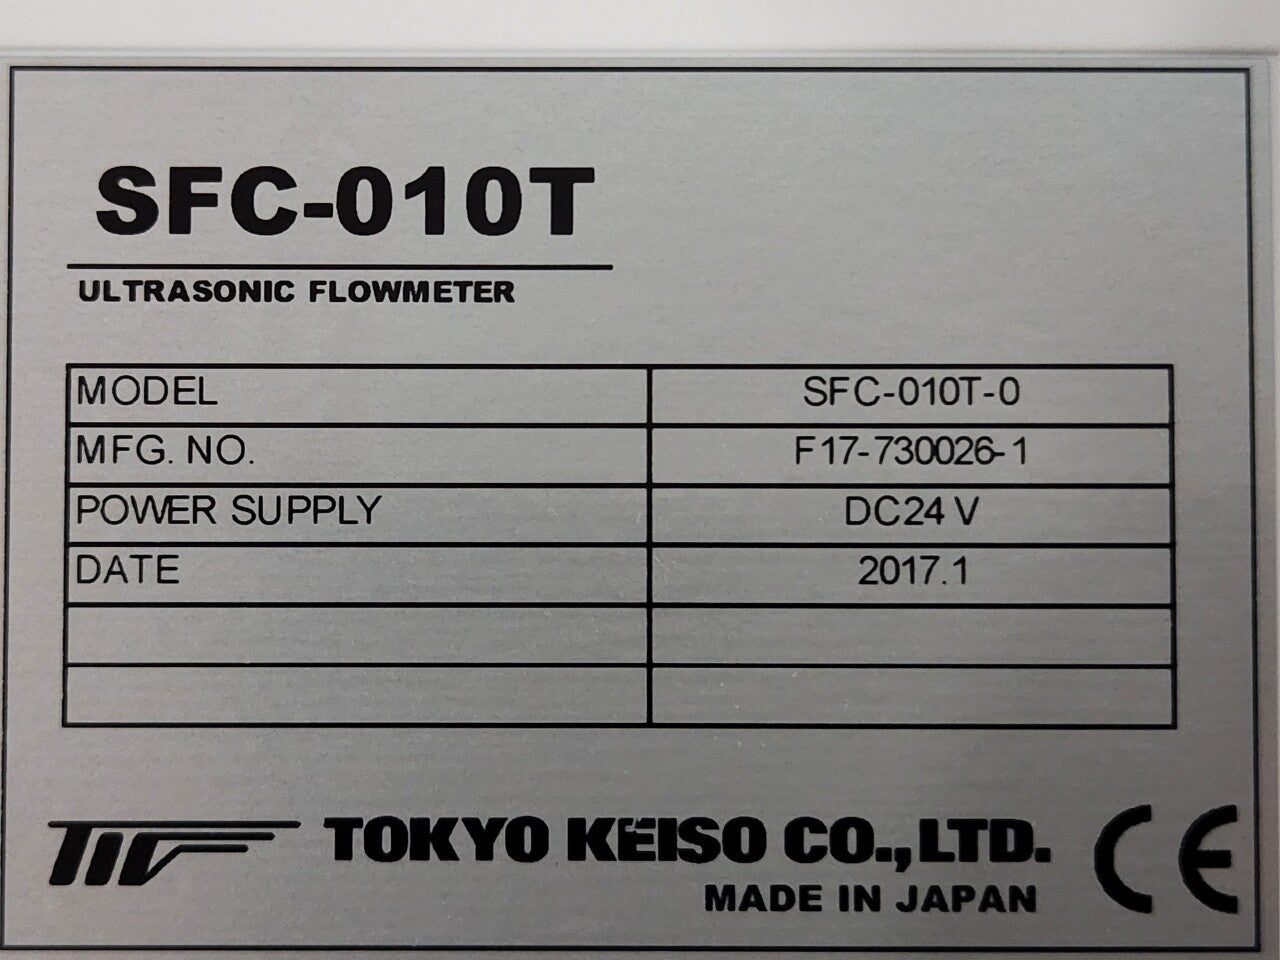 SFC-010T
ULTRASONIC FLOWMETER
MODEL SFC-010T-0
MFG. NO. F17-730026-1
POWER SUPPLY DC24 V
DATE 2017.1
TOKYO KEISO CO.,LTD.
MADE IN JAPAN
CE